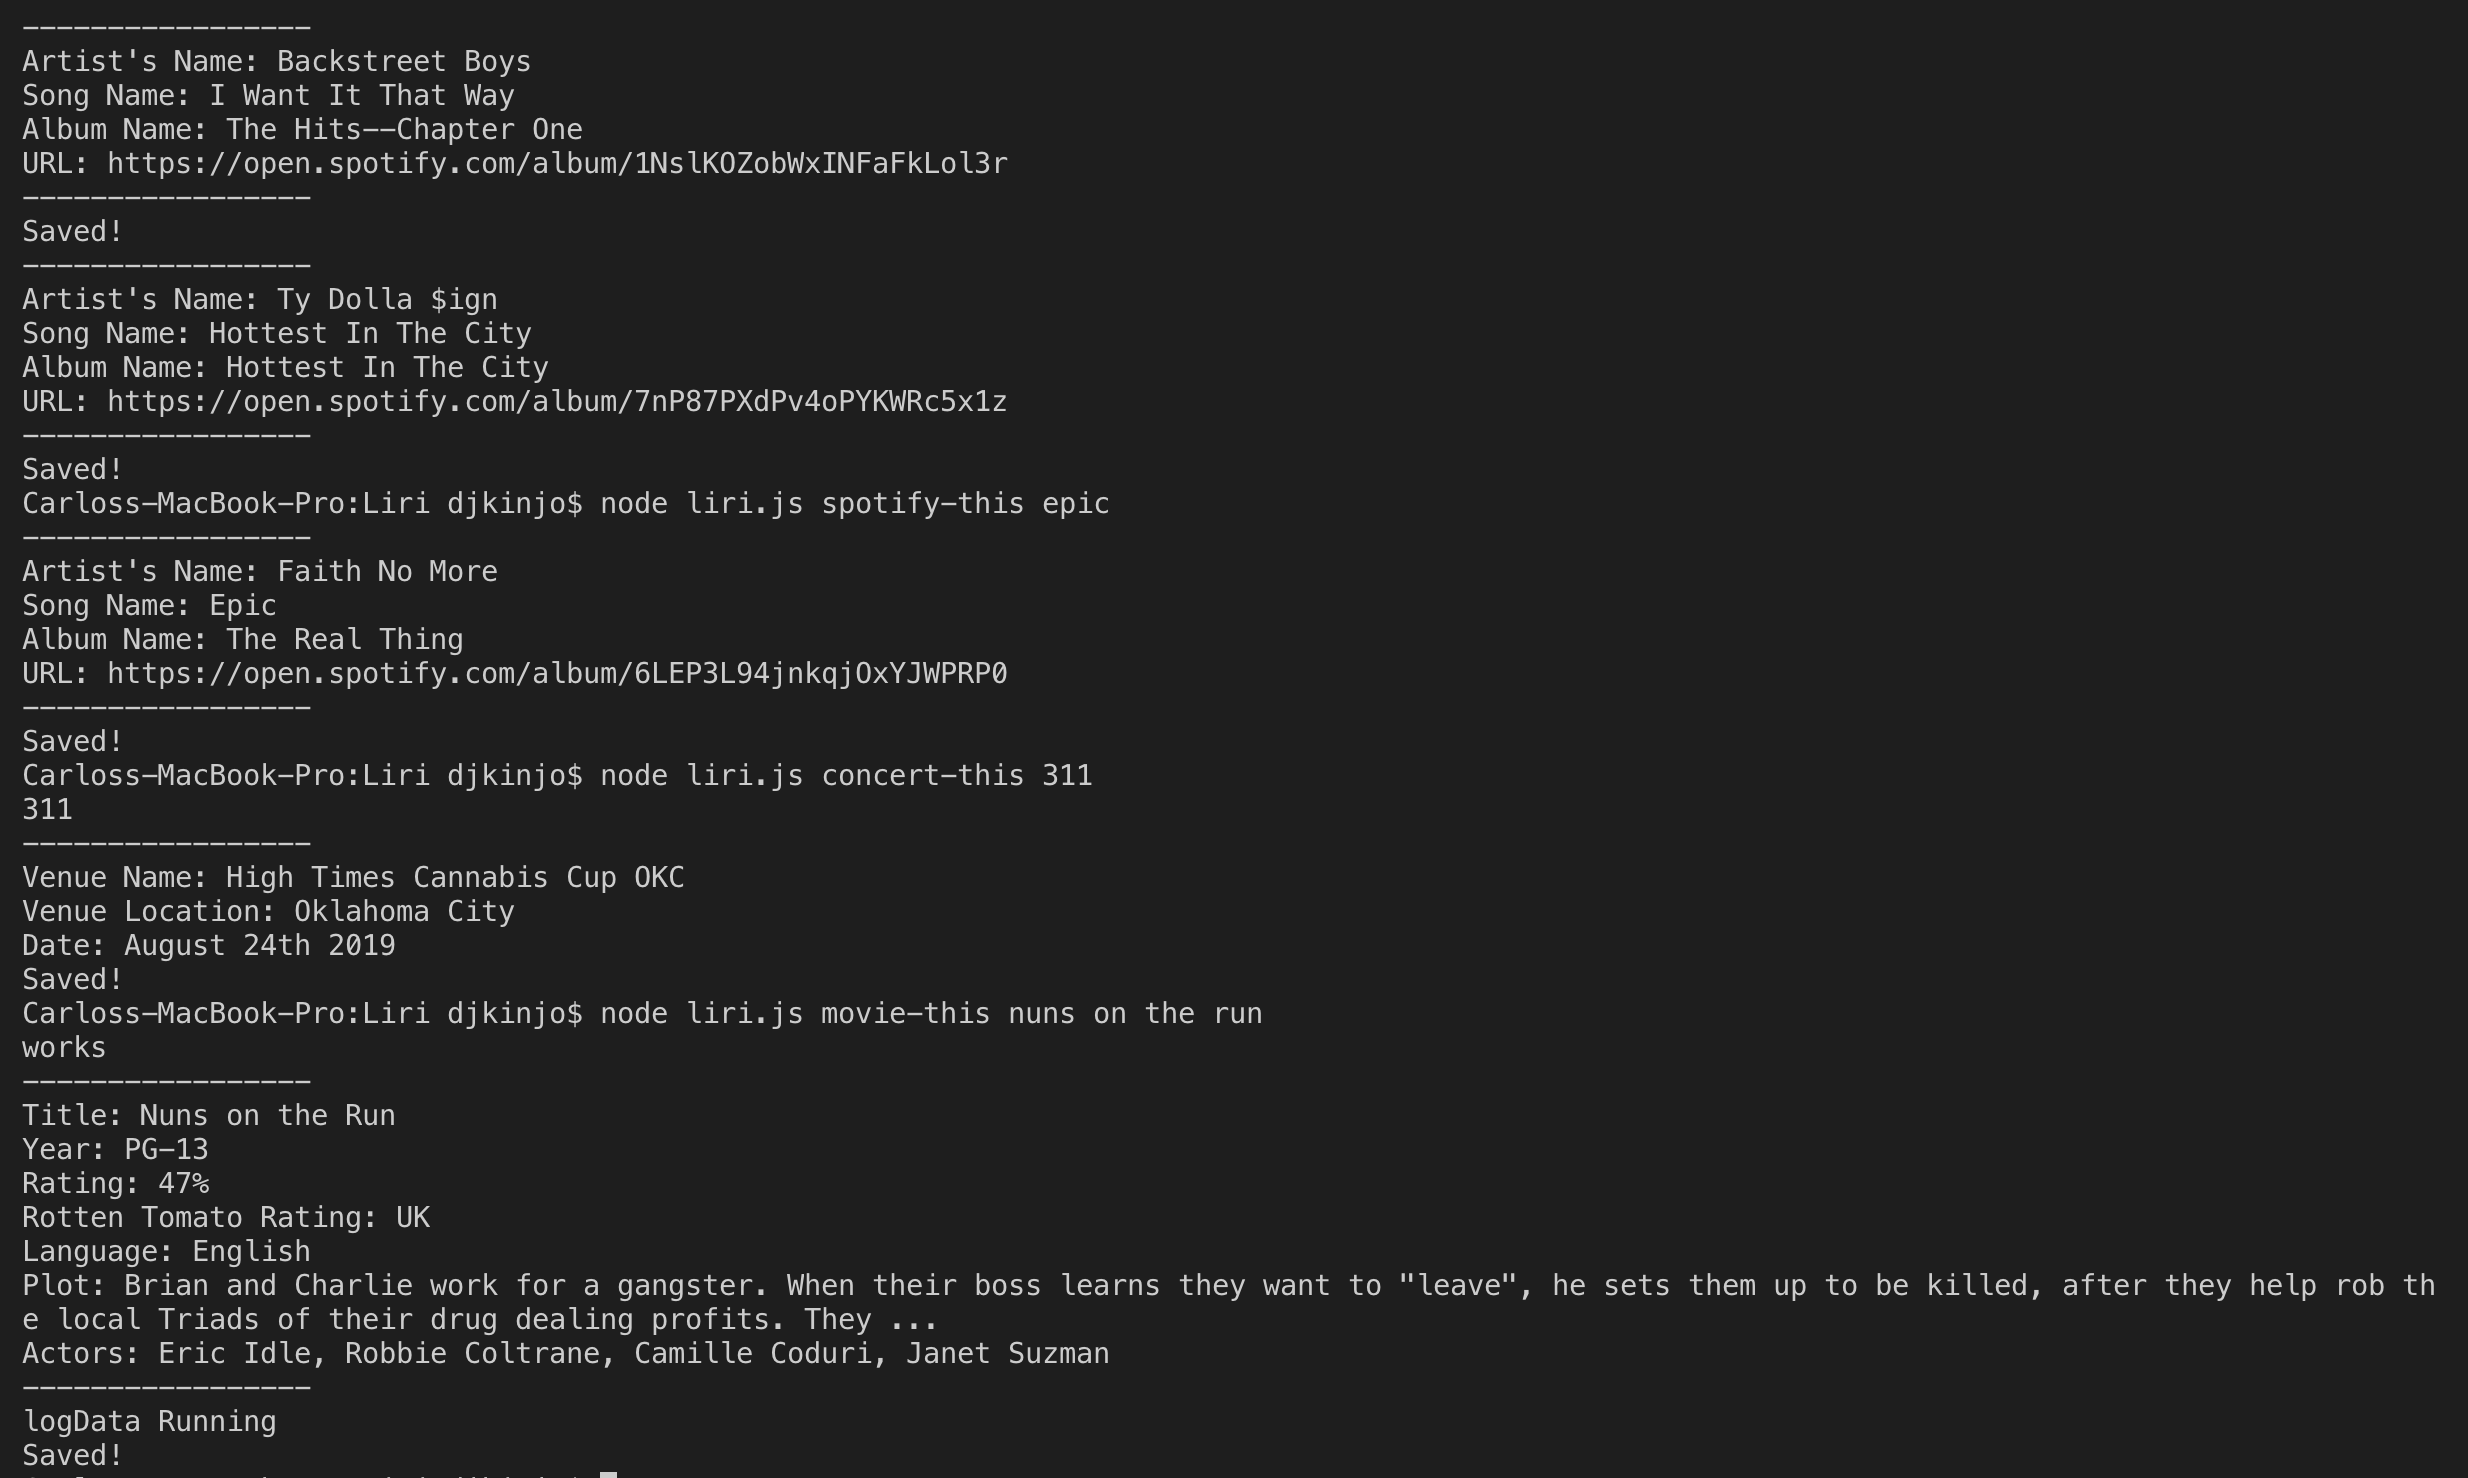 -----------------
Artist's Name: Backstreet Boys
Song Name: I Want It That Way
Album Name: The Hits--Chapter One
URL: https://open.spotify.com/album/1NslKOZobWxINFaFkLol3r
-----------------
Saved!
-----------------
Artist's Name: Ty Dolla $ign
Song Name: Hottest In The City
Album Name: Hottest In The City
URL: https://open.spotify.com/album/7nP87PXdPv4oPYKWRc5x1z
-----------------
Saved!
Carloss-MacBook-Pro:Liri djkinjo$ node liri.js spotify-this epic
-----------------
Artist's Name: Faith No More
Song Name: Epic
Album Name: The Real Thing
URL: https://open.spotify.com/album/6LEP3L94jnkqjOxYJWPRP0
-----------------
Saved!
Carloss-MacBook-Pro:Liri djkinjo$ node liri.js concert-this 311
311
-----------------
Venue Name: High Times Cannabis Cup OKC
Venue Location: Oklahoma City
Date: August 24th 2019
Saved!
Carloss-MacBook-Pro:Liri djkinjo$ node liri.js movie-this nuns on the run
works
-----------------
Title: Nuns on the Run
Year: PG-13
Rating: 47%
Rotten Tomato Rating: UK
Language: English
Plot: Brian and Charlie work for a gangster. When their boss learns they want to "leave", he sets them up to be killed, after they help rob th
e local Triads of their drug dealing profits. They ...
Actors: Eric Idle, Robbie Coltrane, Camille Coduri, Janet Suzman
-----------------
logData Running
Saved!